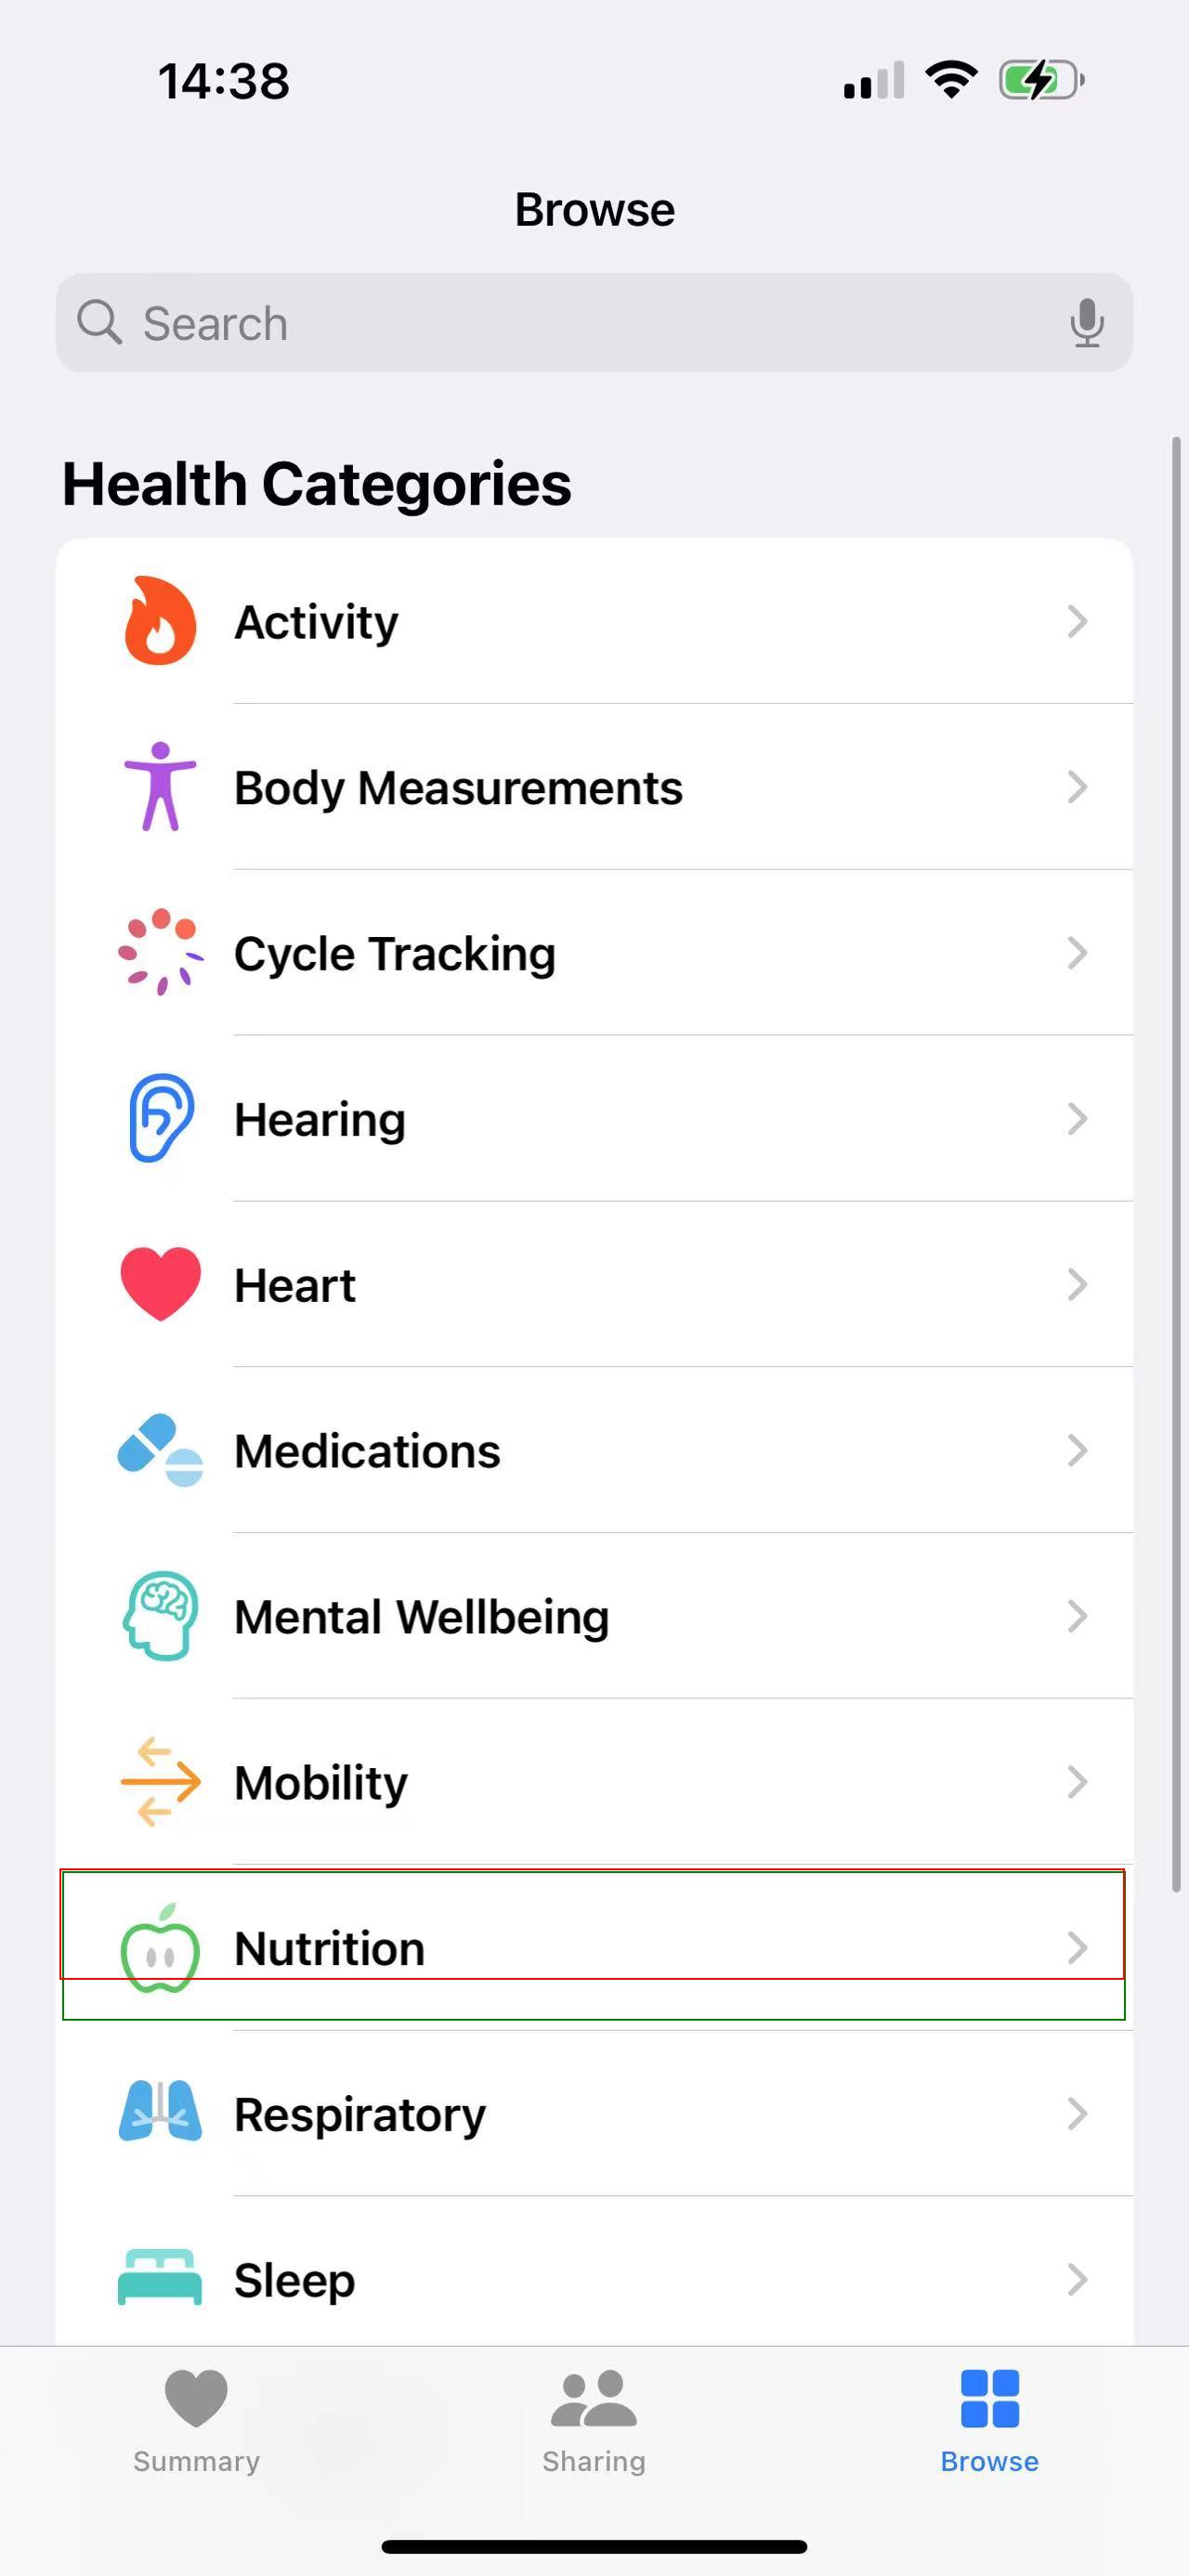 14:38
Browse
Search
Health Categories
Activity
Body Measurements
Cycle Tracking
Hearing
Heart
Medications
Mental Wellbeing
Mobility
Nutrition
Respiratory
Sleep
Summary
Sharing
Browse